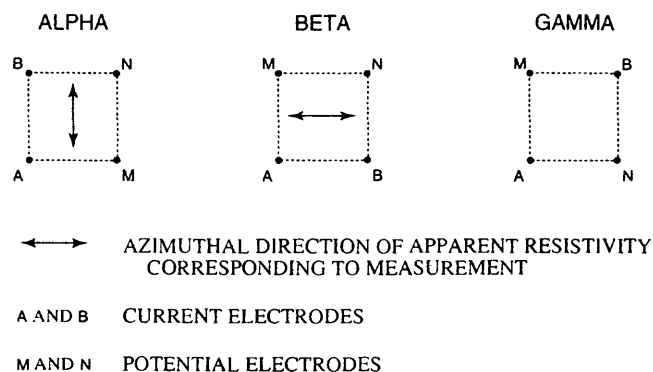 ALPHA BETA GAMMA
B N M N M B
A M A B A N
AZIMUTHAL DIRECTION OF APPARENT RESISTIVITY
CORRESPONDING TO MEASUREMENT
A AND B CURRENT ELECTRODES
M AND N POTENTIAL ELECTRODES